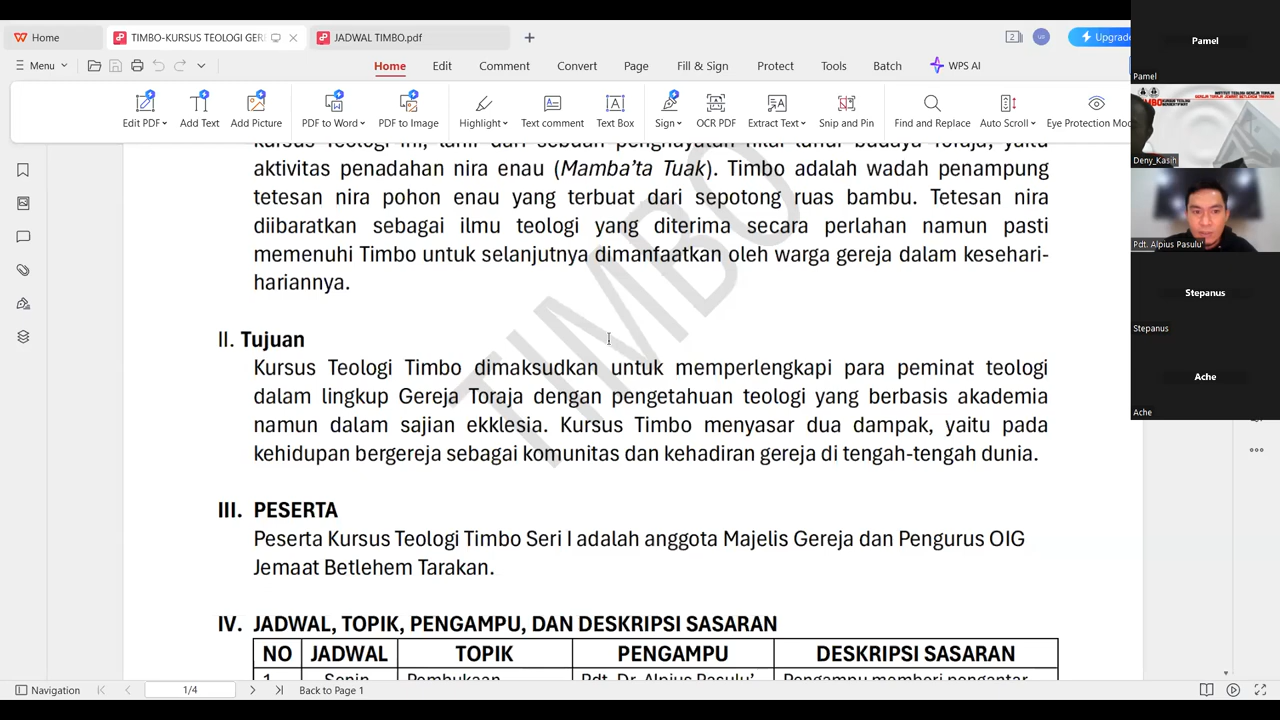 Home
TIMBO-KURSUS TEOLOGI GER
JADWAL TIMBO.pdf
Upgrade
Menu
Home
Edit
Comment
Convert
Page
Fill & Sign
Protect
Tools
Batch
WPS AI
Edit PDF
Add Text
Add Picture
PDF to Word
PDF to Image
Highlight
Text comment
Text Box
Sign
OCR PDF
Extract Text
Snip and Pin
Find and Replace
Auto Scroll
Eye Protection Mode
aktivitas penadahan nira enau (Mamba'ta Tuak). Timbo adalah wadah penampung
tetesan nira pohon enau yang terbuat dari sepotong ruas bambu. Tetesan nira
diibaratkan sebagai ilmu teologi yang diterima secara perlahan namun pasti
memenuhi Timbo untuk selanjutnya dimanfaatkan oleh warga gereja dalam kesehari-
hariannya.
TIMBO
II. Tujuan
Kursus Teologi Timbo dimaksudkan untuk memperlengkapi para peminat teologi
dalam lingkup Gereja Toraja dengan pengetahuan teologi yang berbasis akademia
namun dalam sajian ekklesia. Kursus Timbo menyasar dua dampak, yaitu pada
kehidupan bergereja sebagai komunitas dan kehadiran gereja di tengah-tengah dunia.
III. PESERTA
Peserta Kursus Teologi Timbo Seri I adalah anggota Majelis Gereja dan Pengurus OIG
Jemaat Betlehem Tarakan.
IV. JADWAL, TOPIK, PENGAMPU, DAN DESKRIPSI SASARAN
NO JADWAL TOPIK PENGAMPU DESKRIPSI SASARAN
Navigation
1/4
Back to Page 1
Pamel
Pamel
Deny_Kasih
Pdt. Alpius Pasulu'
Stepanus
Stepanus
Ache
Ache